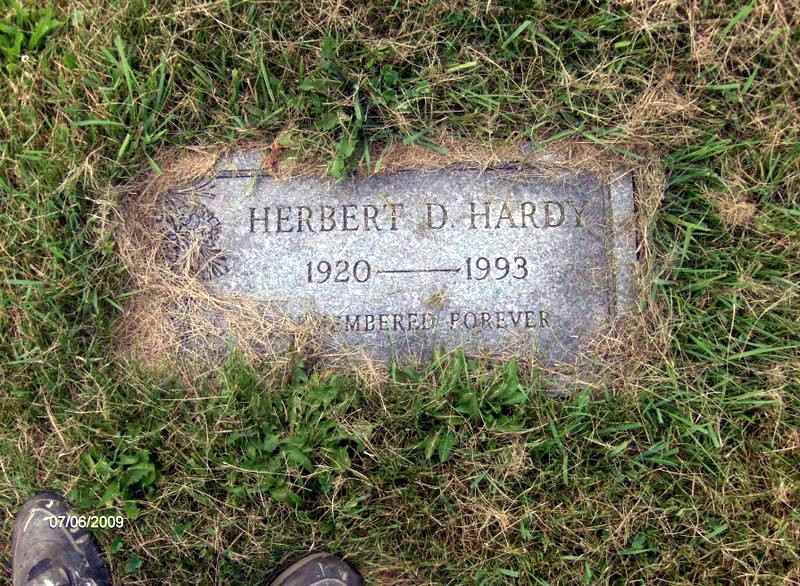 HERBERT D. HARDY
1920 — 1993
REMEMBERED FOREVER
07/06/2009